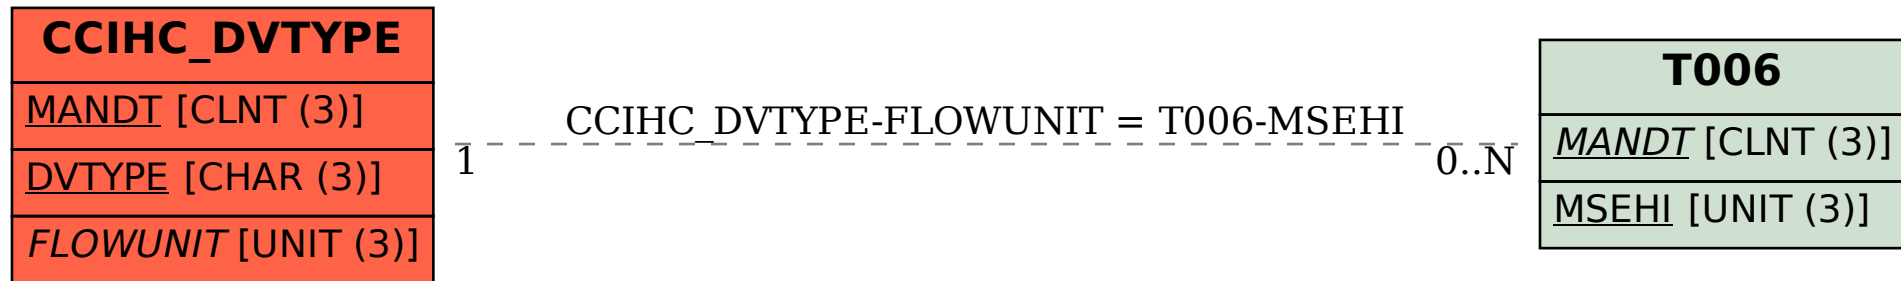 CCIHC_DVTYPE
MANDT [CLNT (3)]
DVTYPE [CHAR (3)]
FLOWUNIT [UNIT (3)]
CCIHC_DVTYPE-FLOWUNIT = T006-MSEHI
1
0..N
T006
MANDT [CLNT (3)]
MSEHI [UNIT (3)]